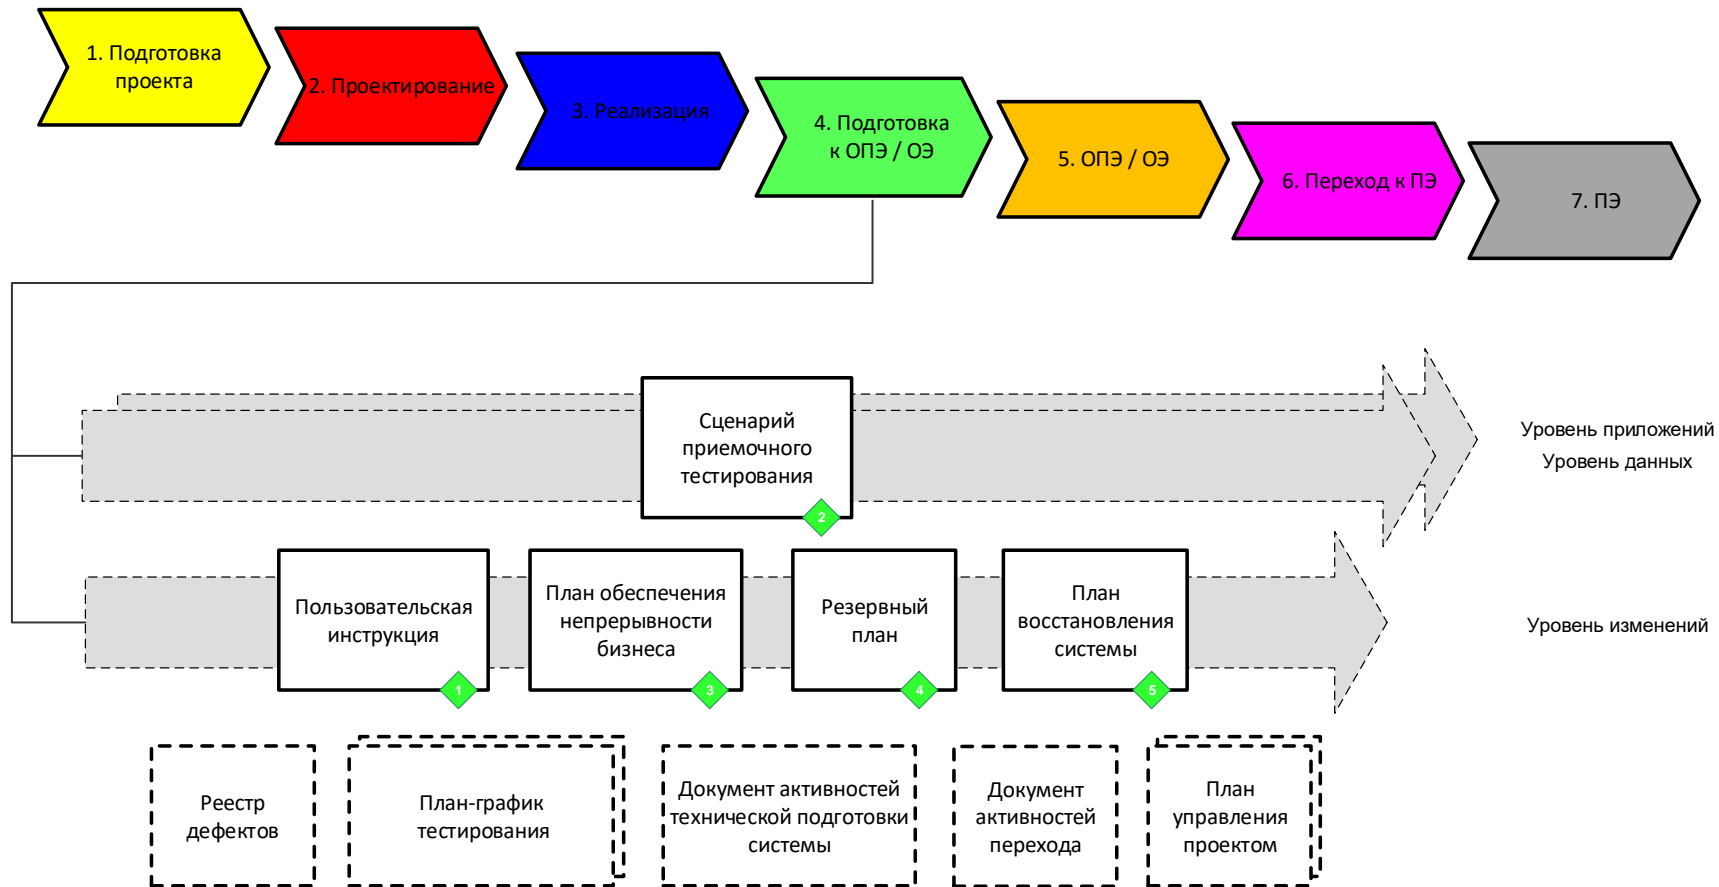 1. Подготовка
проекта
2. Проектирование
3. Реализация
4. Подготовка
к ОПЭ / ОЭ
5. ОПЭ / ОЭ
6. Переход к ПЭ
7. ПЭ
Сценарий
приемочного
тестирования
2
Уровень приложений
Уровень данных
Пользовательская
инструкция
1
План обеспечения
непрерывности
бизнеса
3
Резервный
план
4
План
восстановления
системы
5
Уровень изменений
Реестр
дефектов
План-график
тестирования
Документ активностей
технической подготовки
системы
Документ
активностей
перехода
План
управления
проектом